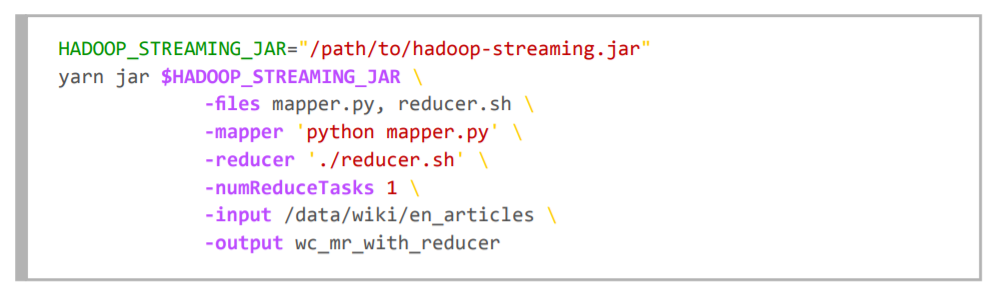 HADOOP_STREAMING_JAR="/path/to/hadoop-streaming.jar"
yarn jar $HADOOP_STREAMING_JAR \
-files mapper.py, reducer.sh \
-mapper 'python mapper.py' \
-reducer './reducer.sh' \
-numReduceTasks 1 \
-input /data/wiki/en_articles \
-output wc_mr_with_reducer